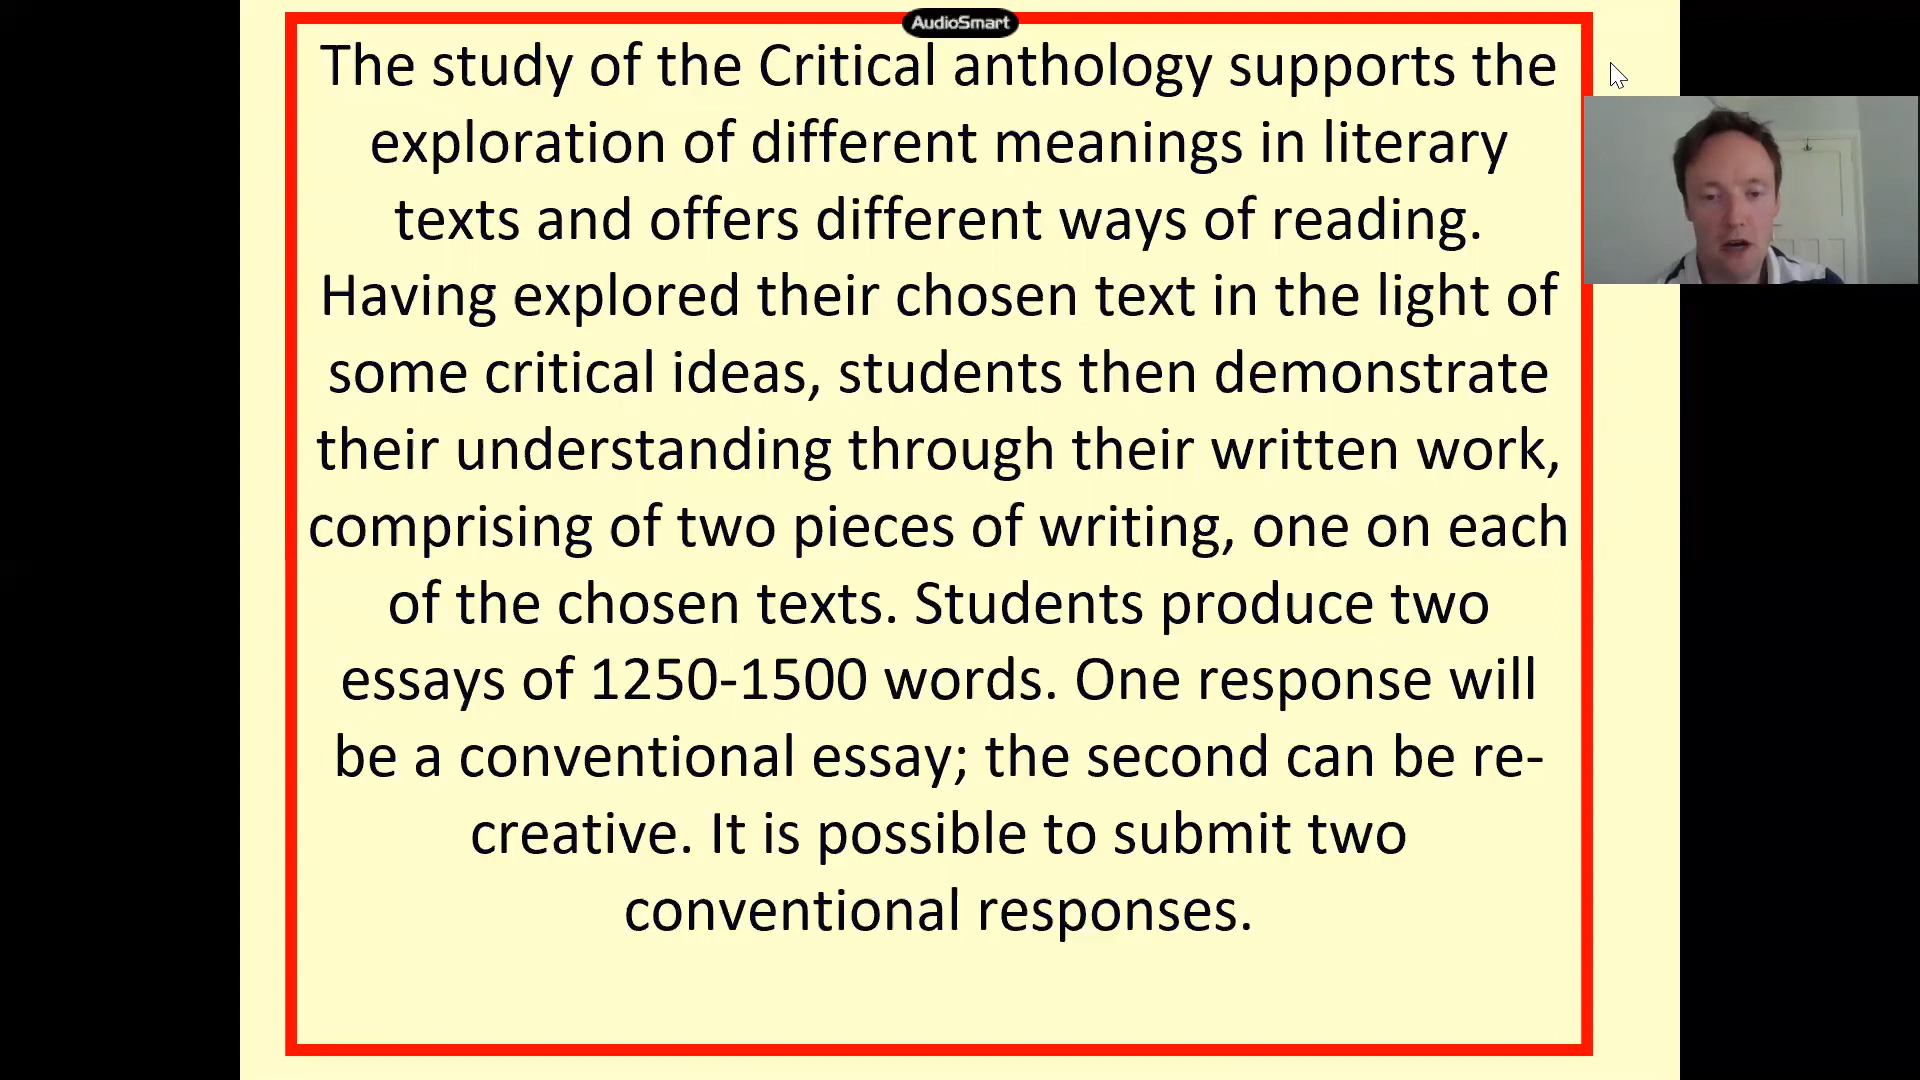 AudioSmart
The study of the Critical anthology supports the
exploration of different meanings in literary
texts and offers different ways of reading.
Having explored their chosen text in the light of
some critical ideas, students then demonstrate
their understanding through their written work,
comprising of two pieces of writing, one on each
of the chosen texts. Students produce two
essays of 1250-1500 words. One response will
be a conventional essay; the second can be re-
creative. It is possible to submit two
conventional responses.